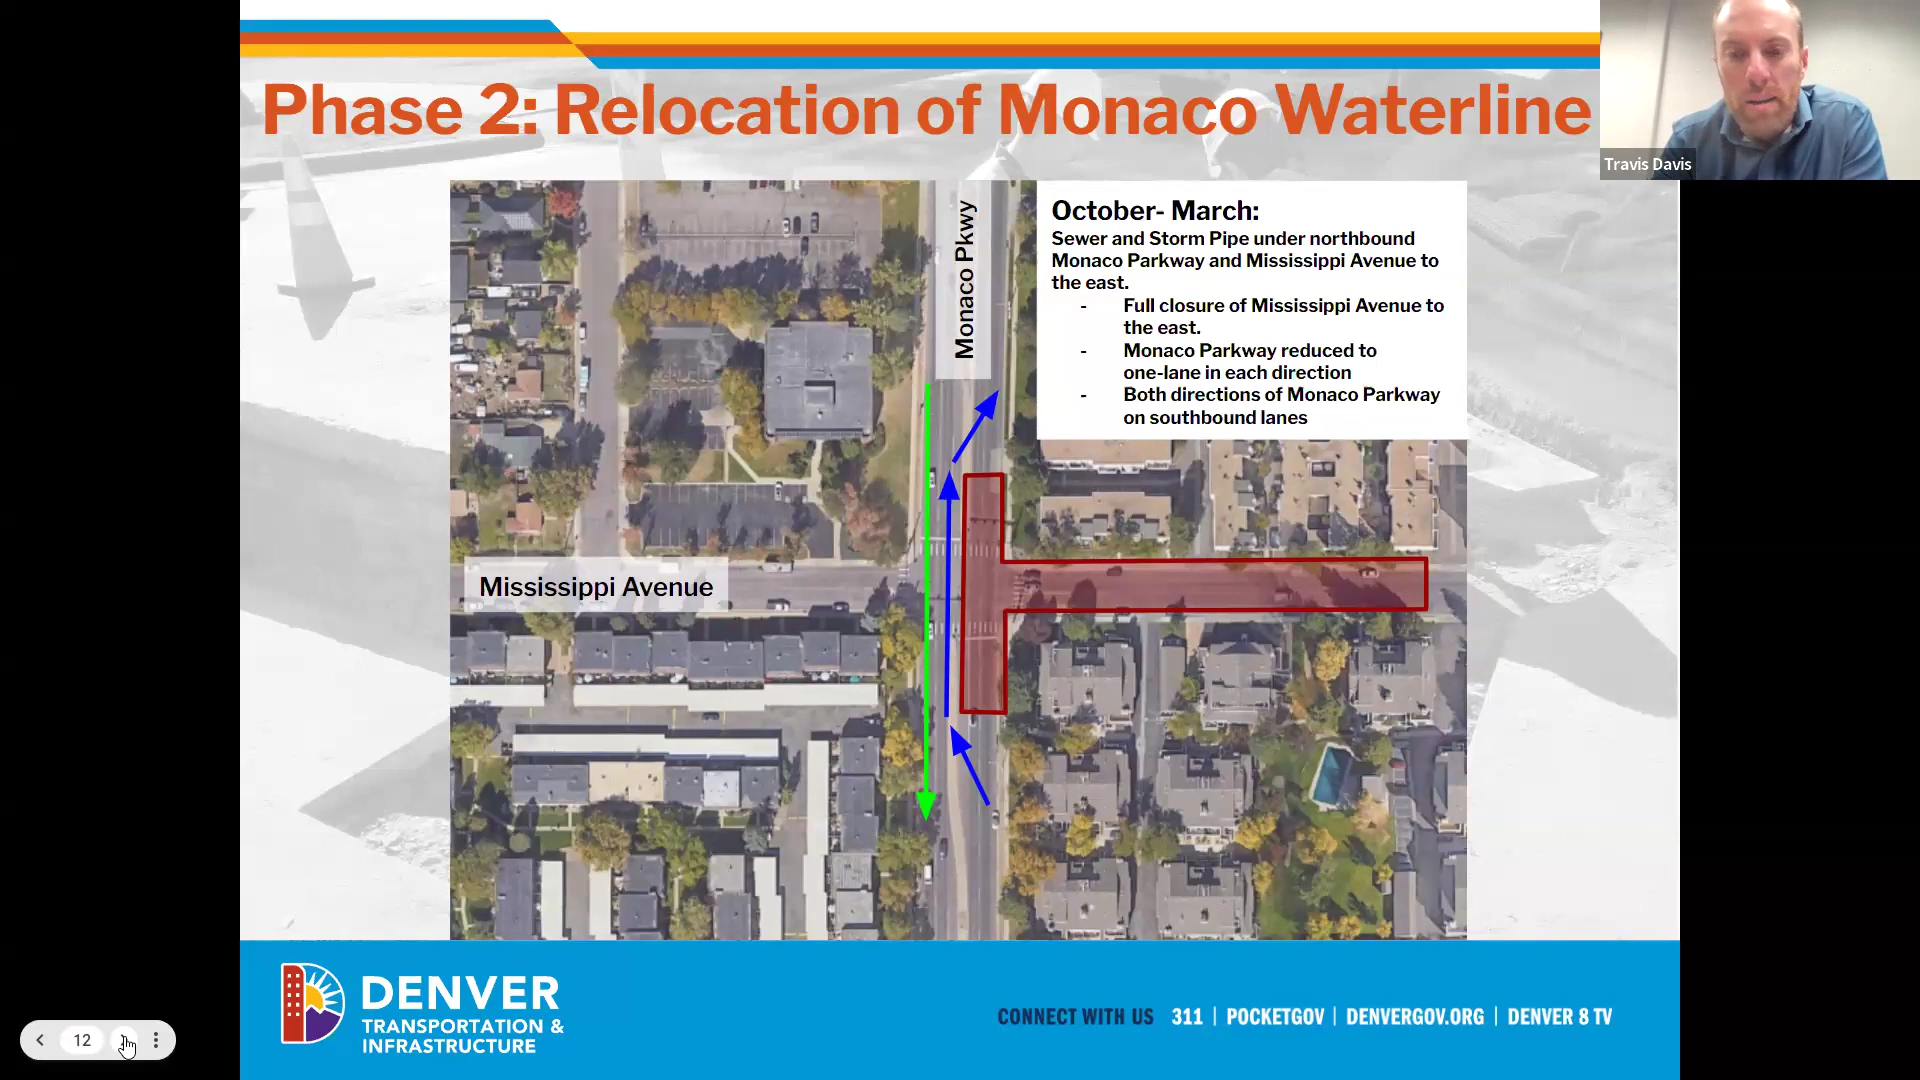 Phase 2: Relocation of Monaco Waterline
Travis Davis
Monaco Pkwy
October- March:
Sewer and Storm Pipe under northbound
Monaco Parkway and Mississippi Avenue to
the east.
- Full closure of Mississippi Avenue to
the east.
- Monaco Parkway reduced to
one-lane in each direction
- Both directions of Monaco Parkway
on southbound lanes
Mississippi Avenue
DENVER
TRANSPORTATION &
INFRASTRUCTURE
CONNECT WITH US 311 | POCKETGOV | DENVERGOV.ORG | DENVER 8 TV
12